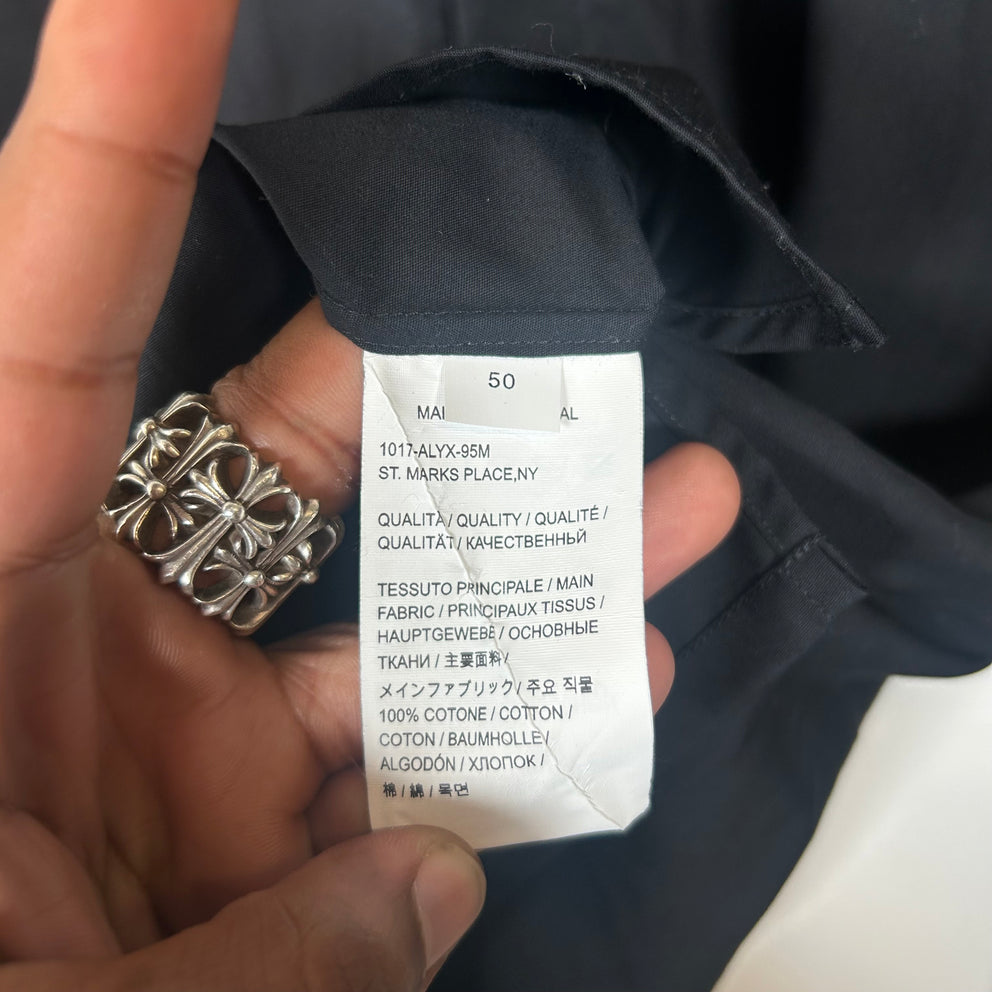 50
MAI AL
1017-ALYX-95M
ST. MARKS PLACE,NY
QUALITÀ / QUALITY / QUALITÉ /
QUALITÄT / КАЧЕСТВЕННЫЙ
TESSUTO PRINCIPALE / MAIN
FABRIC / PRINCIPAUX TISSUS /
HAUPTGEWEBE / ОСНОВНЫЕ
ТКАНИ / 主要面料/
メインファブリック / 주요 직물
100% COTONE / COTTON /
COTON / BAUMHOLLE /
ALGODÓN / ХЛОПОК /
棉 / 綿 / 목면